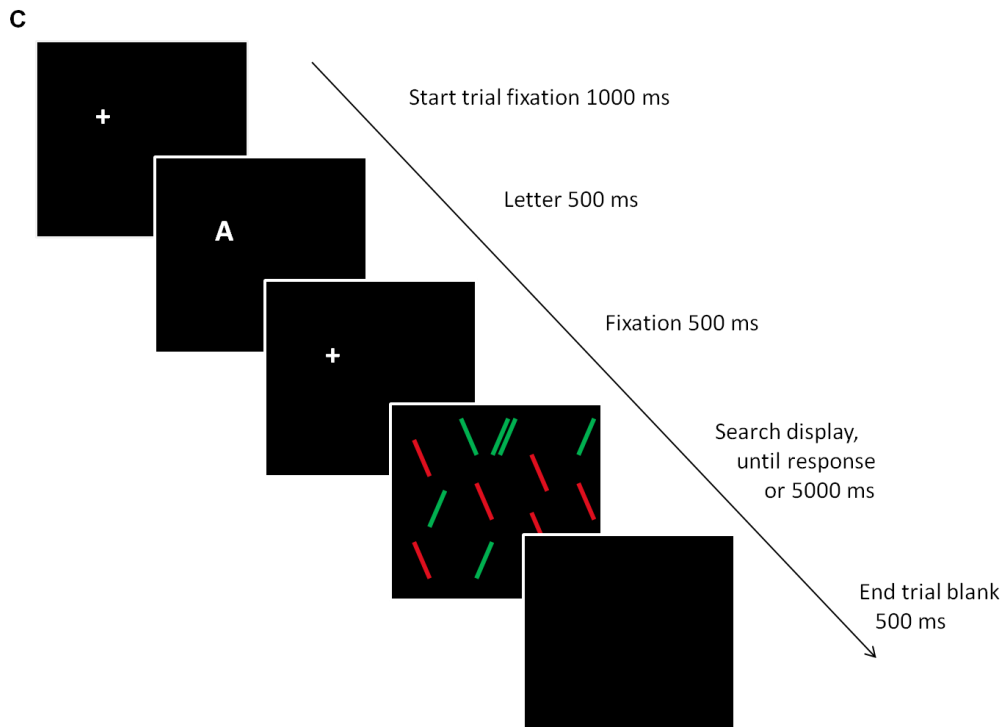 C
+
Start trial fixation 1000 ms
A
Letter 500 ms
+
Fixation 500 ms
Search display,
until response
or 5000 ms
End trial blank
500 ms